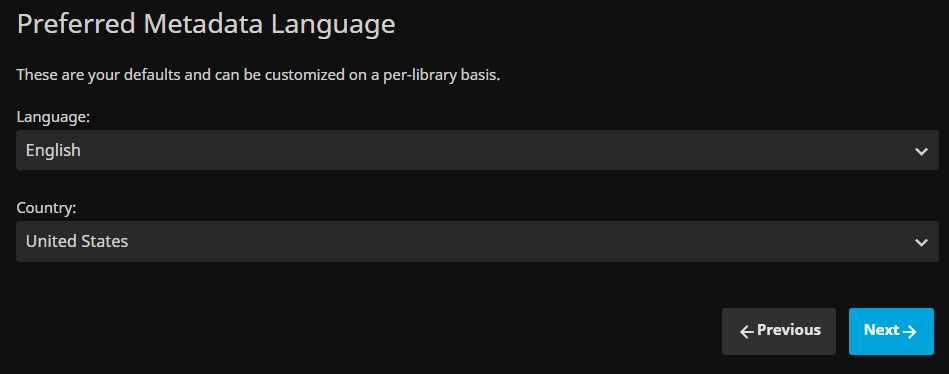 Preferred Metadata Language
These are your defaults and can be customized on a per-library basis.
Language:
English
Country:
United States
Previous
Next